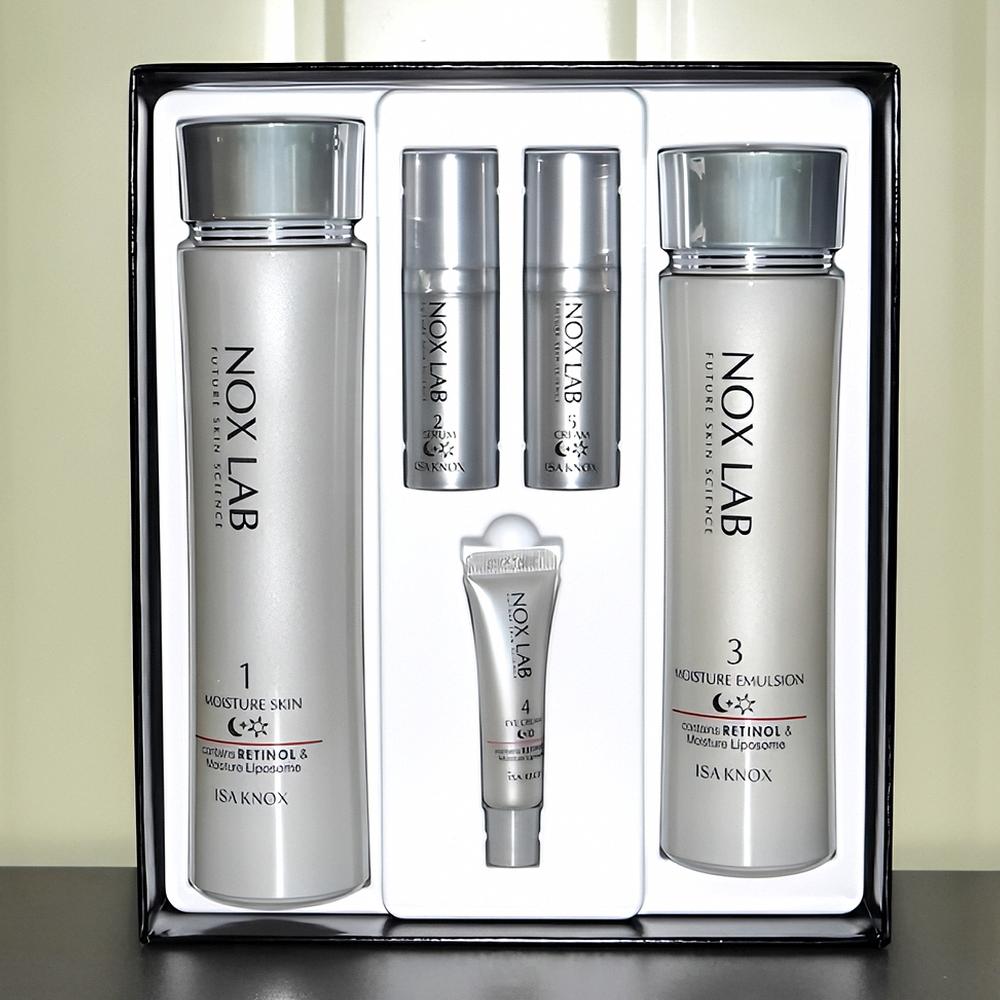 NOX LAB
FUTURE SKIN SCIENCE
1
MOISTURE SKIN
contains RETINOL &
Moisture Liposome
ISA KNOX
NOX LAB
2
SERUM
ISA KNOX
NOX LAB
5
CREAM
ISA KNOX
NOX LAB
4
EYE CREAM
NOX LAB
FUTURE SKIN SCIENCE
3
MOISTURE EMULSION
contains RETINOL &
Moisture Liposome
ISA KNOX